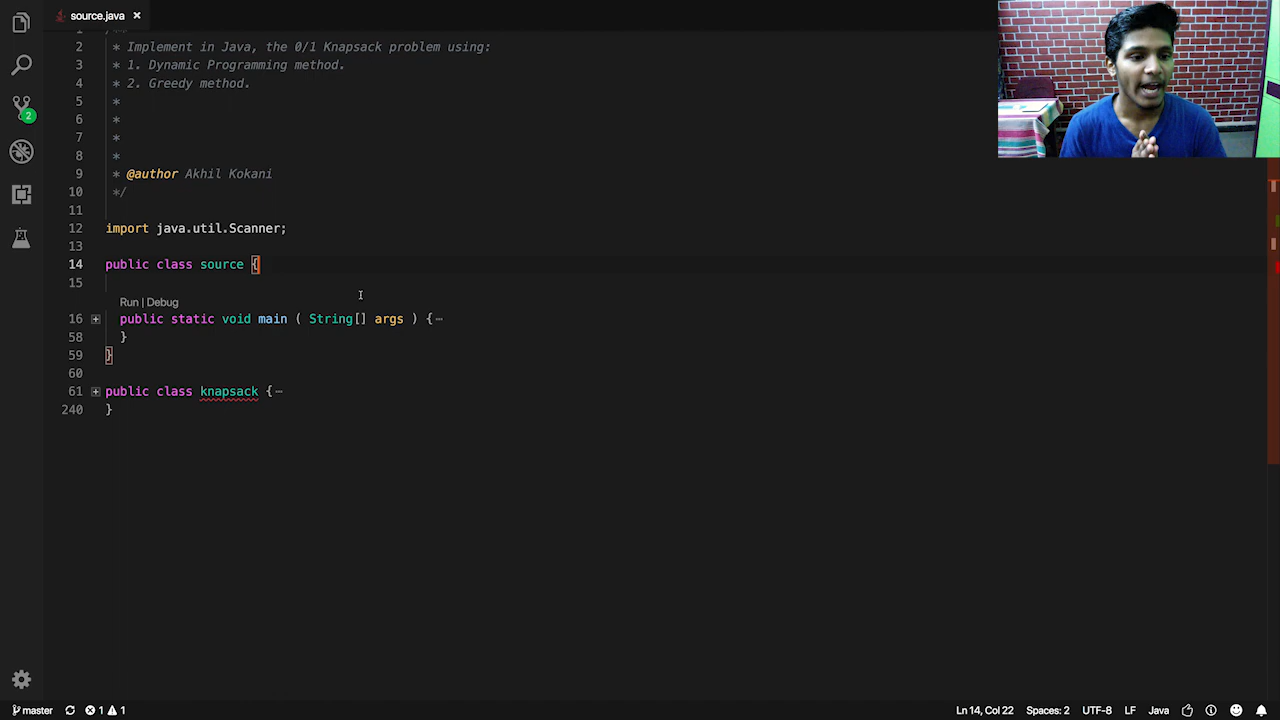 source.java ×
1
2 * Implement in Java, the 0/1 Knapsack problem using
3 * 1. Dynamic Programming method.
4 * 2. Greedy method.
5 *
6 *
7 *
8 *
9 * @author Akhil Kokani
10 */
11
12 import java.util.Scanner;
13
14 public class source {
15
Run | Debug
16 public static void main ( String[] args ) {
58 }
59 }
60
61 public class knapsack {
240 }
2
master 1 1 Ln 14, Col 22 Spaces: 2 UTF-8 LF Java